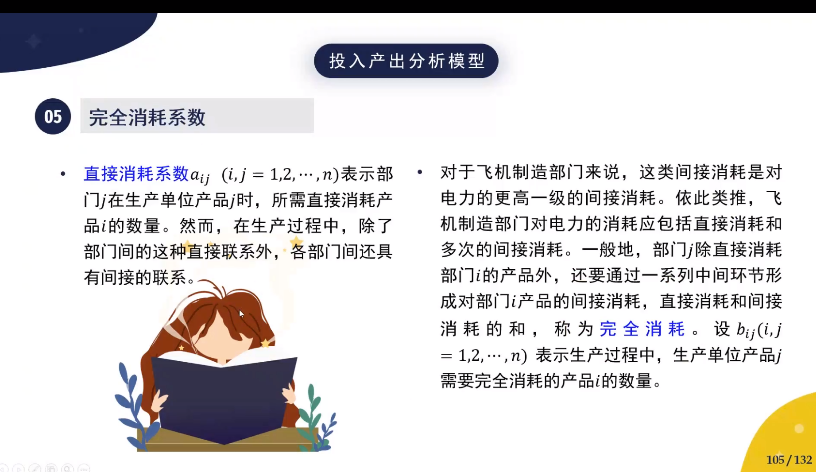 投入产出分析模型
05 完全消耗系数
• 直接消耗系数a_{ij} (i,j = 1,2,⋯,n)表示部
门j在生产单位产品j时，所需直接消耗产
品i的数量。然而，在生产过程中，除了
部门间的这种直接联系外，各部门间还具
有间接的联系。
• 对于飞机制造部门来说，这类间接消耗是对
电力的更高一级的间接消耗。依此类推，飞
机制造部门对电力的消耗应包括直接消耗和
多次的间接消耗。一般地，部门j除直接消耗
部门i的产品外，还要通过一系列中间环节形
成对部门i产品的间接消耗，直接消耗和间接
消耗的和，称为完全消耗。设b_{ij}(i,j
= 1,2,⋯,n) 表示生产过程中，生产单位产品j
需要完全消耗的产品i的数量。
105 / 132